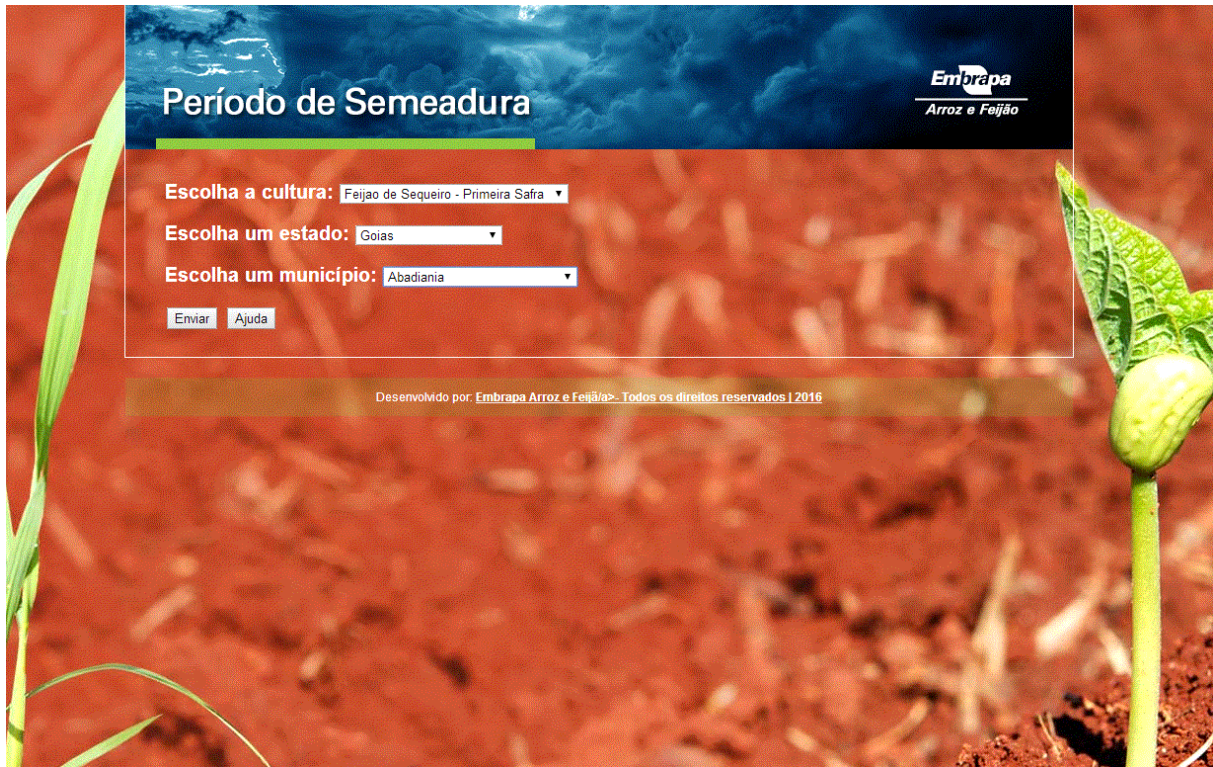 Período de Semeadura
Embrapa
Arroz e Feijão
Escolha a cultura: Feijao de Sequeiro - Primeira Safra
Escolha um estado: Goias
Escolha um município: Abadiania
Enviar Ajuda
Desenvolvido por: Embrapa Arroz e Feijã/a>- Todos os direitos reservados | 2016